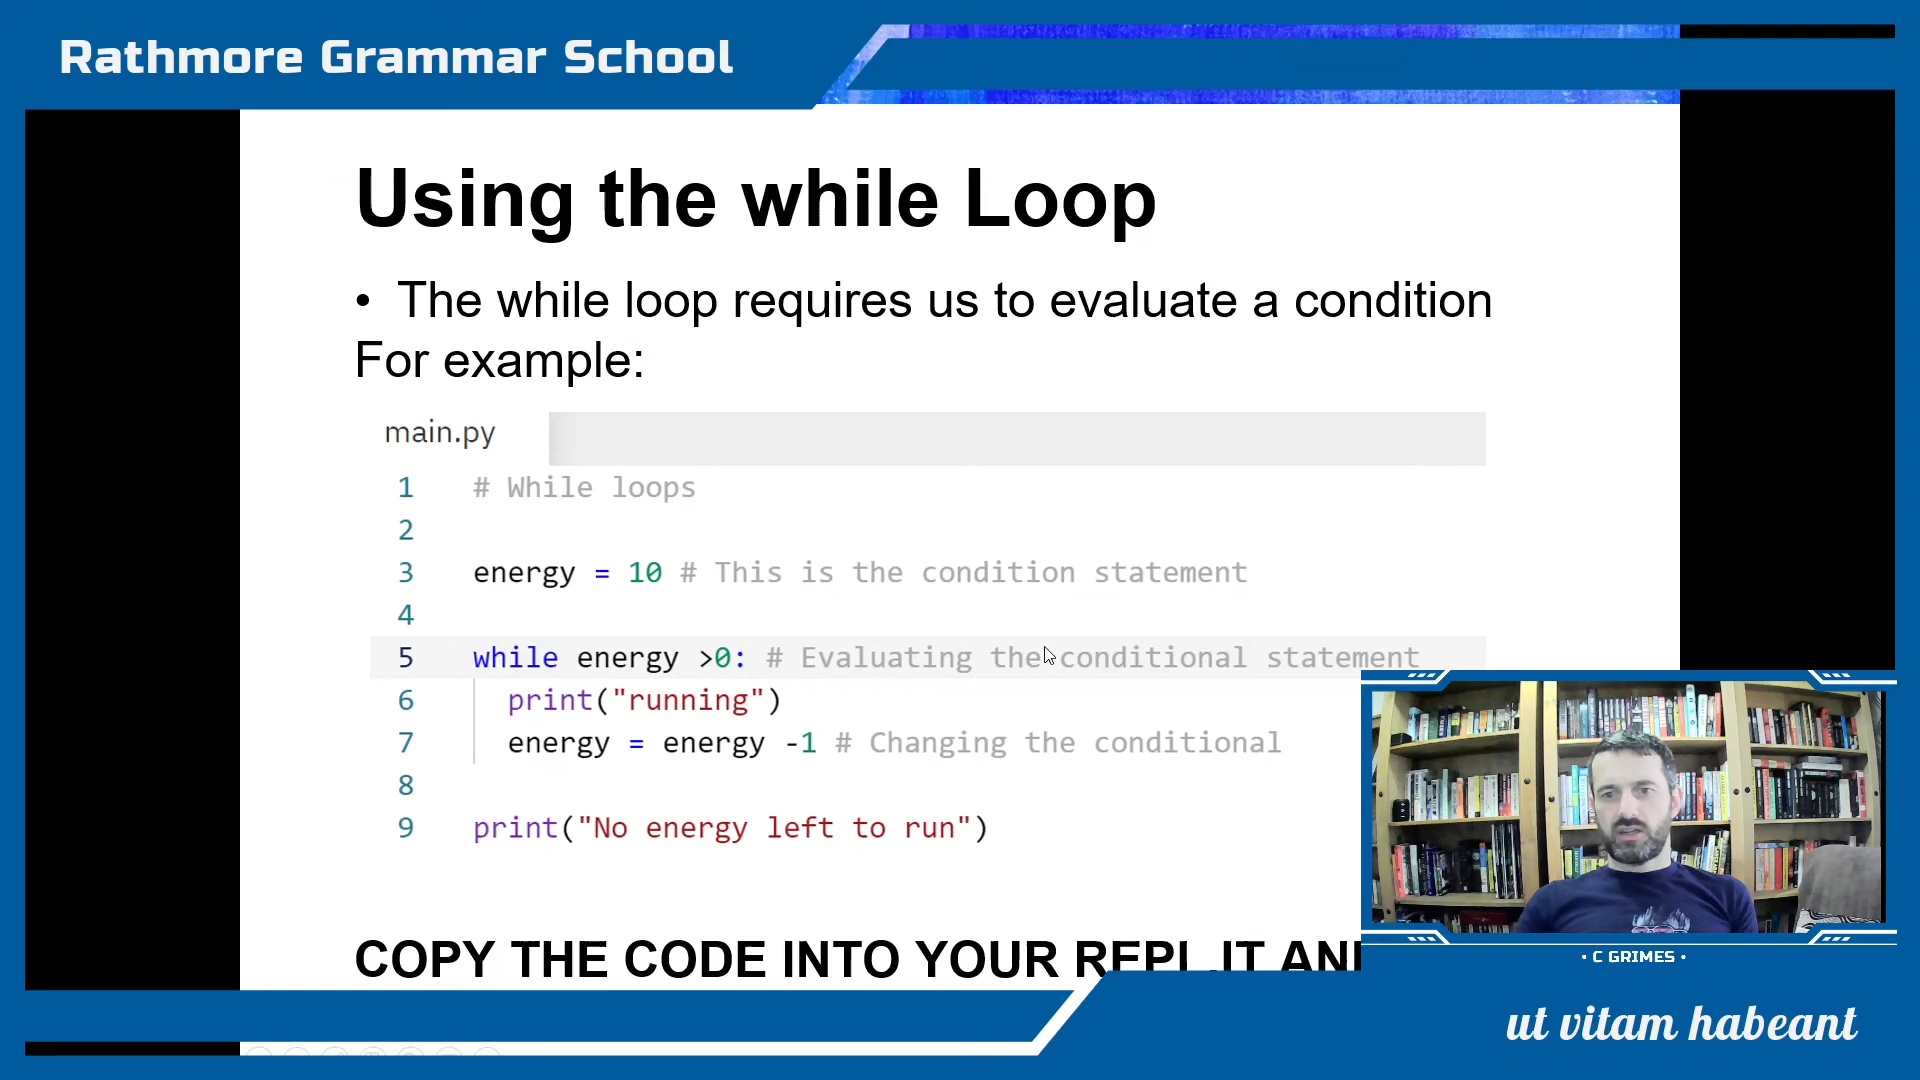 Rathmore Grammar School
Using the while Loop
• The while loop requires us to evaluate a condition
For example:
main.py
1 # While loops
2
3 energy = 10 # This is the condition statement
4
5 while energy >0: # Evaluating the conditional statement
6 print("running")
7 energy = energy -1 # Changing the conditional
8
9 print("No energy left to run")
COPY THE CODE INTO YOUR REPL.IT
• C GRIMES •
ut vitam habeant